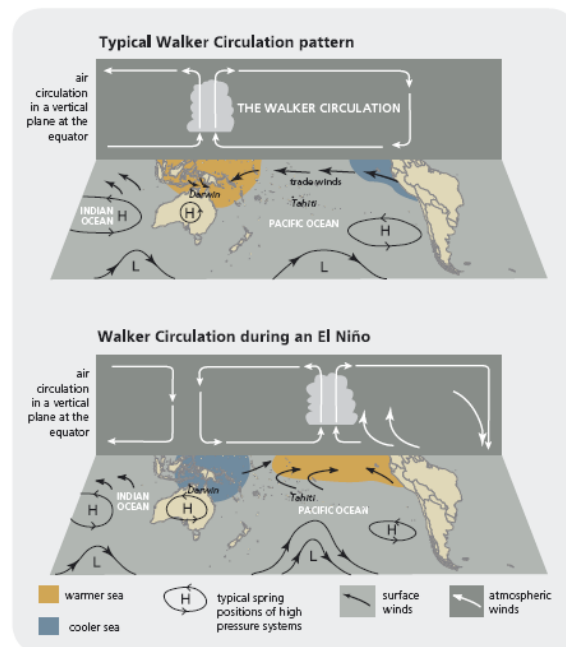 Typical Walker Circulation pattern
air
circulation
in a vertical
plane at the
equator
THE WALKER CIRCULATION
trade winds
Darwin
Tahiti
INDIAN
OCEAN
H
H
PACIFIC OCEAN
H
L
L
Walker Circulation during an El Niño
air
circulation
in a vertical
plane at the
equator
Darwin
Tahiti
INDIAN
OCEAN
H
H
PACIFIC OCEAN
H
L
L
warmer sea
cooler sea
H
typical spring
positions of high
pressure systems
surface
winds
atmospheric
winds